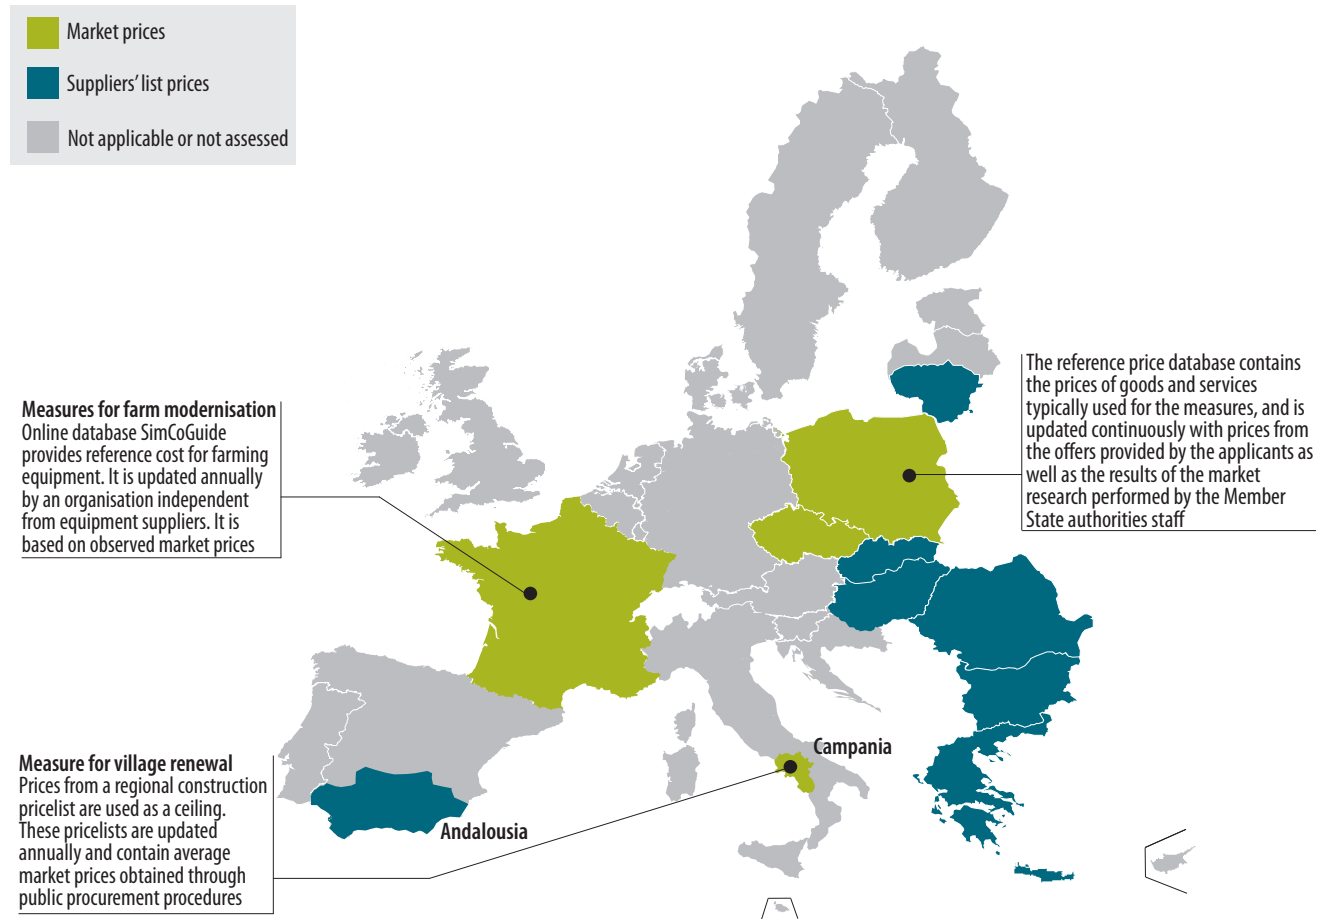 Market prices
Suppliers’ list prices
Not applicable or not assessed
The reference price database contains
the prices of goods and services
typically used for the measures, and is
updated continuously with prices from
the offers provided by the applicants as
well as the results of the market
research performed by the Member
State authorities staff
Measures for farm modernisation
Online database SimCoGuide
provides reference cost for farming
equipment. It is updated annually
by an organisation independent
from equipment suppliers. It is
based on observed market prices
Campania
Measure for village renewal
Prices from a regional construction
pricelist are used as a ceiling.
These pricelists are updated
annually and contain average
market prices obtained through
public procurement procedures
Andalousia